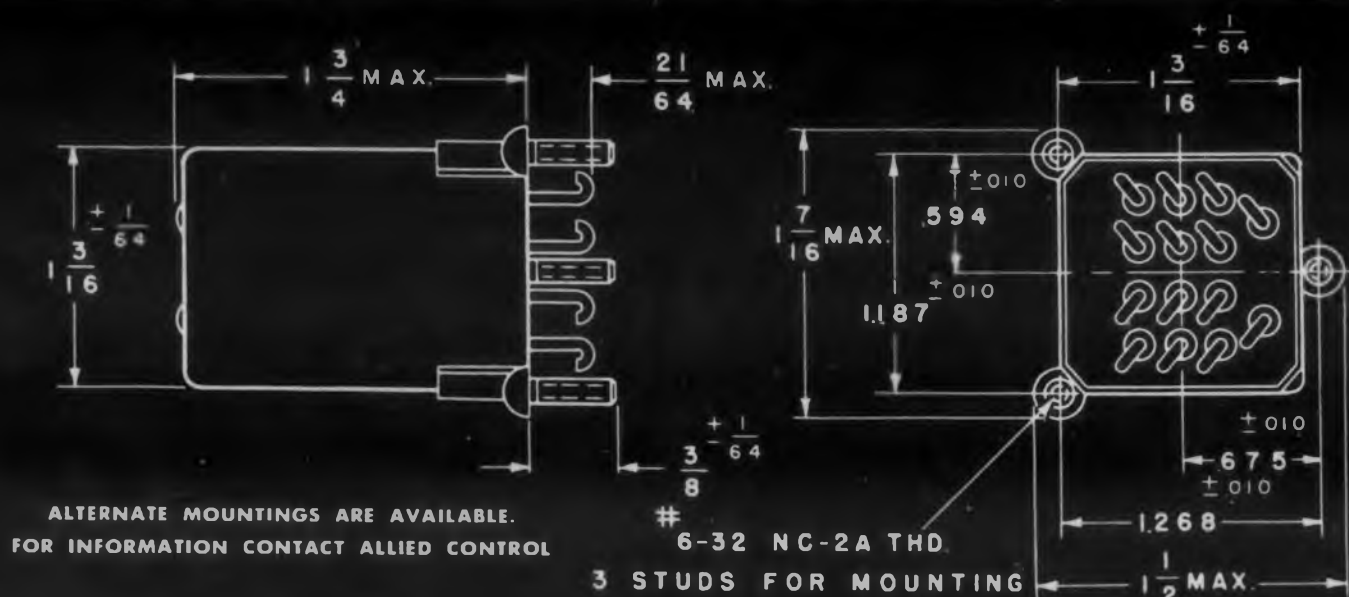 1 3/4 MAX.
21/64 MAX.
1 3/16 ± 1/64
1 3/16 ± 1/64
3/8 ± 1/64
1 7/16 MAX.
.594 ±.010
1.187 ±.010
.675 ±.010
1.268 ±.010
1 1/2 MAX.
ALTERNATE MOUNTINGS ARE AVAILABLE.
FOR INFORMATION CONTACT ALLIED CONTROL
#
6-32 NC-2A THD
3 STUDS FOR MOUNTING